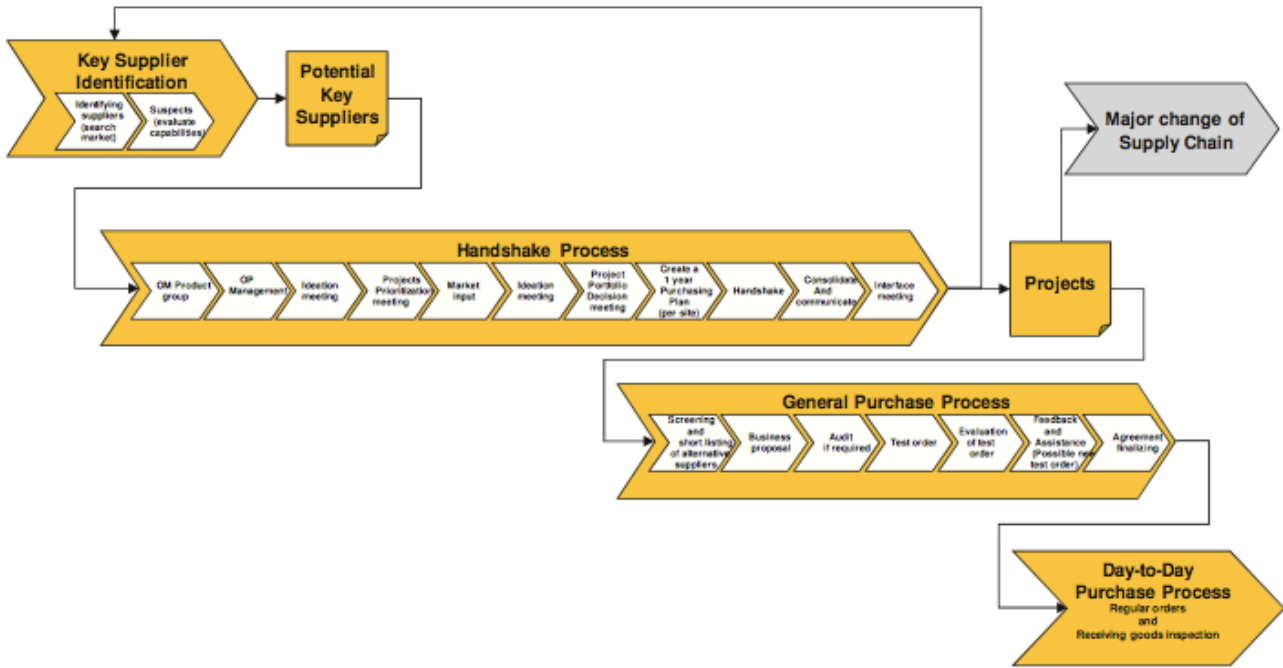 Key Supplier
Identification
Identifying
suppliers
(search
market)
Suspects
(evaluate
capabilities)
Potential
Key
Suppliers
Major change of
Supply Chain
Handshake Process
OM Product
group
GP
Management
Ideation
meeting
Projects
Prioritization
meeting
Market
input
Ideation
meeting
Project
Portfolio
Decision
meeting
Create a
1 year
Purchasing
Plan
(per site)
Handshake
Consolidate
And
communicate
Interface
meeting
Projects
General Purchase Process
Screening
and
short listing
of alternative
suppliers
Business
proposal
Audit
if required
Test order
Evaluation
of test
order
Feedback
and
Assistance
(Possible new
test order)
Agreement
finalizing
Day-to-Day
Purchase Process
Regular orders
and
Receiving goods inspection